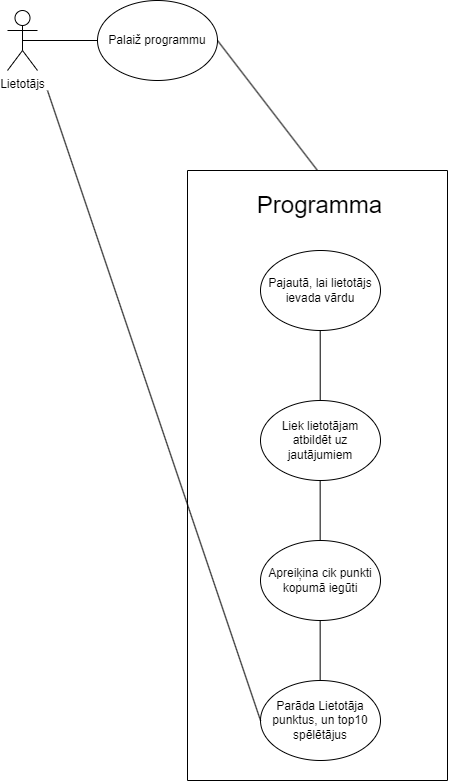 Palaiž programmu
Lietotājs
Programma
Pajautā, lai lietotājs
ievada vārdu
Liek lietotājam
atbildēt uz
jautājumiem
Apreiķina cik punkti
kopumā iegūti
Parāda Lietotāja
punktus, un top10
spēlētājus